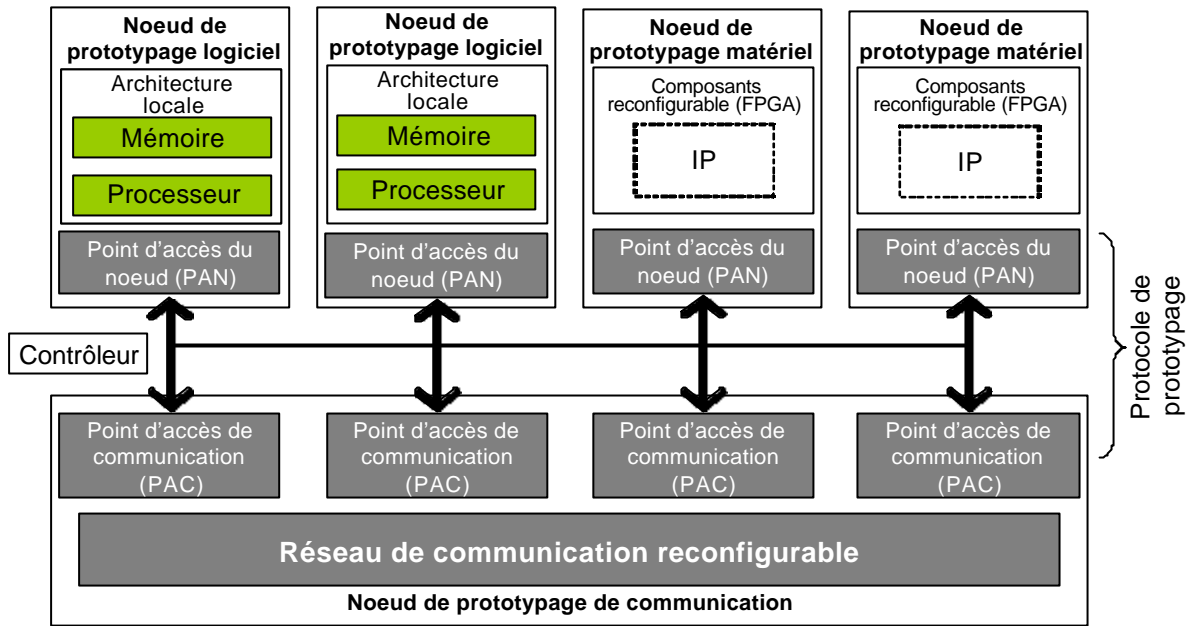 Noeud de
prototypage logiciel
Architecture
locale
Mémoire
Processeur
Point d'accès du
noeud (PAN)
Noeud de
prototypage logiciel
Architecture
locale
Mémoire
Processeur
Point d'accès du
noeud (PAN)
Noeud de
prototypage matériel
Composants
reconfigurable (FPGA)
IP
Point d'accès du
noeud (PAN)
Noeud de
prototypage matériel
Composants
reconfigurable (FPGA)
IP
Point d'accès du
noeud (PAN)
Contrôleur
Protocole de
prototypage
Point d'accès de
communication
(PAC)
Point d'accès de
communication
(PAC)
Point d'accès de
communication
(PAC)
Point d'accès de
communication
(PAC)
Réseau de communication reconfigurable
Noeud de prototypage de communication